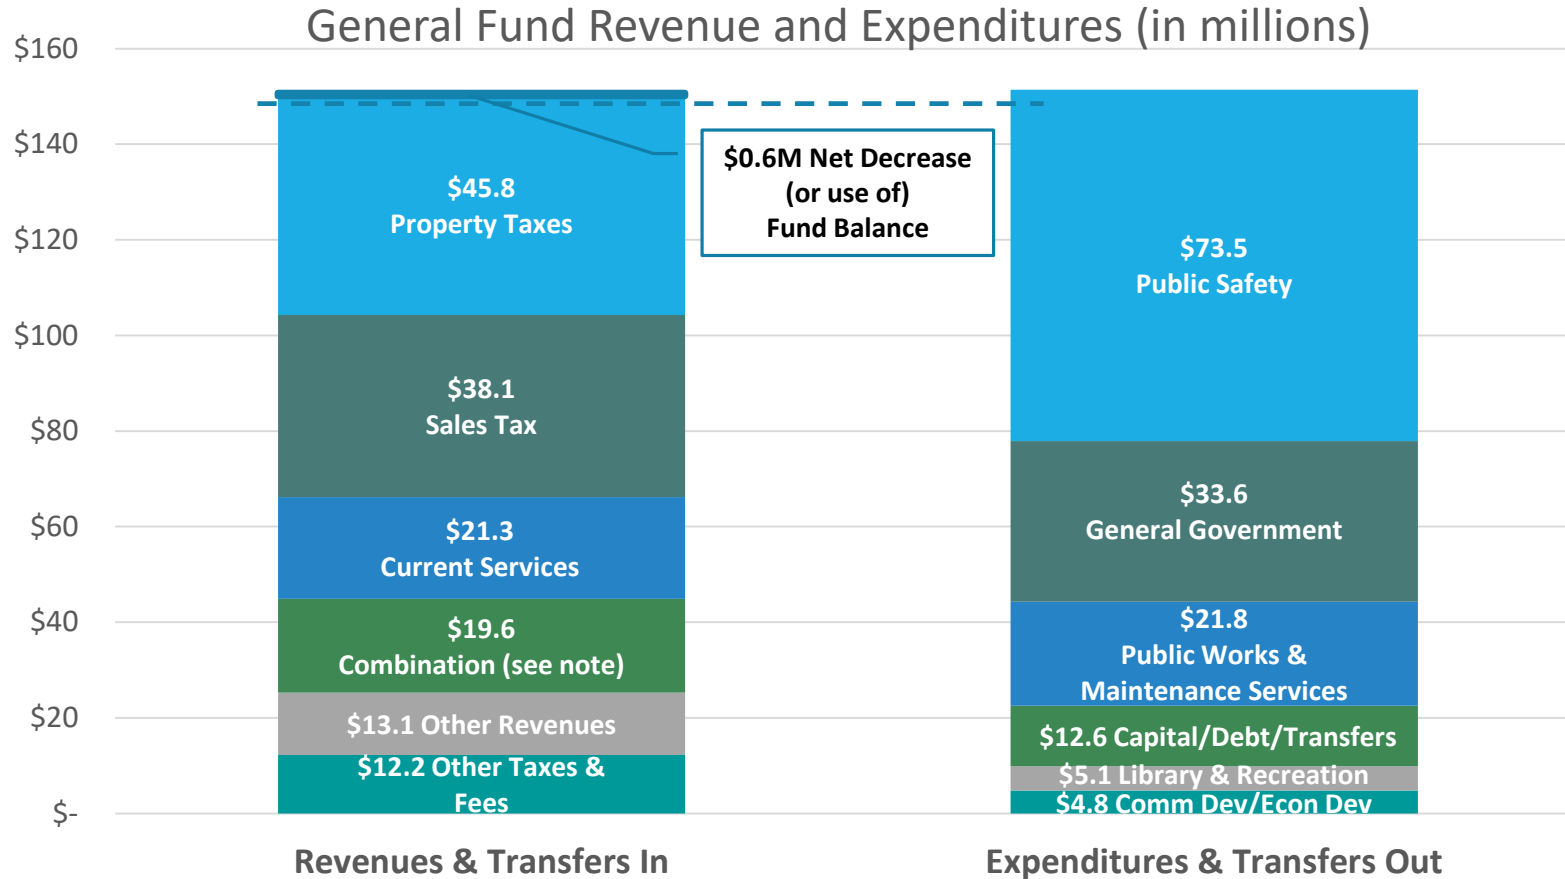 General Fund Revenue and Expenditures (in millions)
$160
$140
$120
$100
$80
$60
$40
$20
$-
$45.8
Property Taxes
$38.1
Sales Tax
$21.3
Current Services
$19.6
Combination (see note)
$13.1 Other Revenues
$12.2 Other Taxes &
Fees
$0.6M Net Decrease
(or use of)
Fund Balance
$73.5
Public Safety
$33.6
General Government
$21.8
Public Works &
Maintenance Services
$12.6 Capital/Debt/Transfers
$5.1 Library & Recreation
$4.8 Comm Dev/Econ Dev
Revenues & Transfers In
Expenditures & Transfers Out